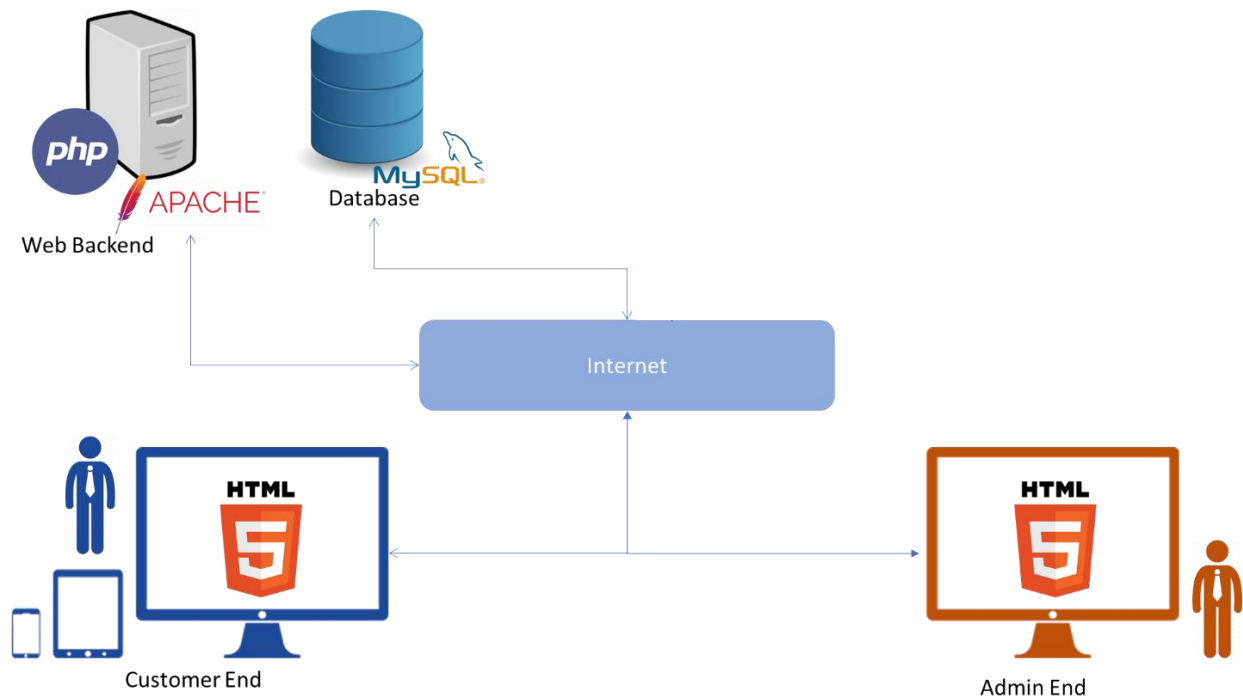 php
APACHE
MySQL
Web Backend
Database
Internet
HTML
5
HTML
5
Customer End
Admin End